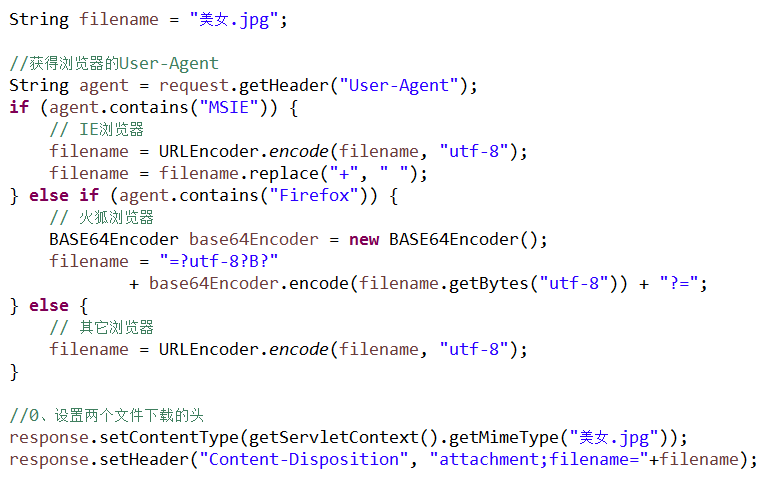 String filename = "美女.jpg";

//获得浏览器的User-Agent
String agent = request.getHeader("User-Agent");
if (agent.contains("MSIE")) {
    // IE浏览器
    filename = URLEncoder.encode(filename, "utf-8");
    filename = filename.replace("+", " ");
} else if (agent.contains("Firefox")) {
    // 火狐浏览器
    BASE64Encoder base64Encoder = new BASE64Encoder();
    filename = "=?utf-8?B?"
            + base64Encoder.encode(filename.getBytes("utf-8")) + "?=";
} else {
    // 其它浏览器
    filename = URLEncoder.encode(filename, "utf-8");
}

//0、设置两个文件下载的头
response.setContentType(getServletContext().getMimeType("美女.jpg"));
response.setHeader("Content-Disposition", "attachment;filename="+filename);